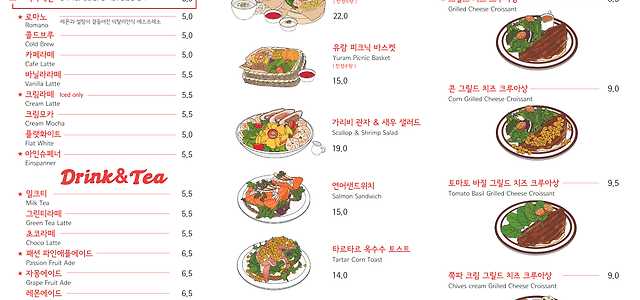 ★ 로마노 5,0
Romano
레몬과 설탕이 곁들여진 이탈리안식 에스프레소
콜드브루 5,0
Cold Brew
카페라떼 5,0
Cafe Latte
바닐라라떼 5,5
Vanilla Latte
★ 크림라떼 Iced only 5,5
Cream Latte
크림모카 5,5
Cream Mocha
플랫화이트 5,0
Flat White
★ 아인슈페너 5,5
Einspanner
Drink&Tea
★ 밀크티 5,5
Milk Tea
그린티라떼 5,5
Green Tea Latte
초코라떼 5,5
Choco Latte
★ 패션 파인애플에이드 6,5
Passion Fruit Ade
★ 자몽에이드 6,5
Grape Fruit Ade
레몬에이드 6,5
22,0
유람 피크닉 바스켓
Yuram Picnic Basket
15,0
가리비 관자 & 새우 샐러드
Scallop & Shrimp Salad
19,0
연어샌드위치
Salmon Sandwich
15,0
타르타르 옥수수 토스트
Tartar Corn Toast
14,0
Grilled Cheese Croissant
콘 그릴드 치즈 크루아상 9,0
Corn Grilled Cheese Croissant
토마토 바질 그릴드 치즈 크루아상 9,5
Tomato Basil Grilled Cheese Croissant
쪽파 크림 그릴드 치즈 크루아상 9,0
Chives cream Grilled Cheese Croissant